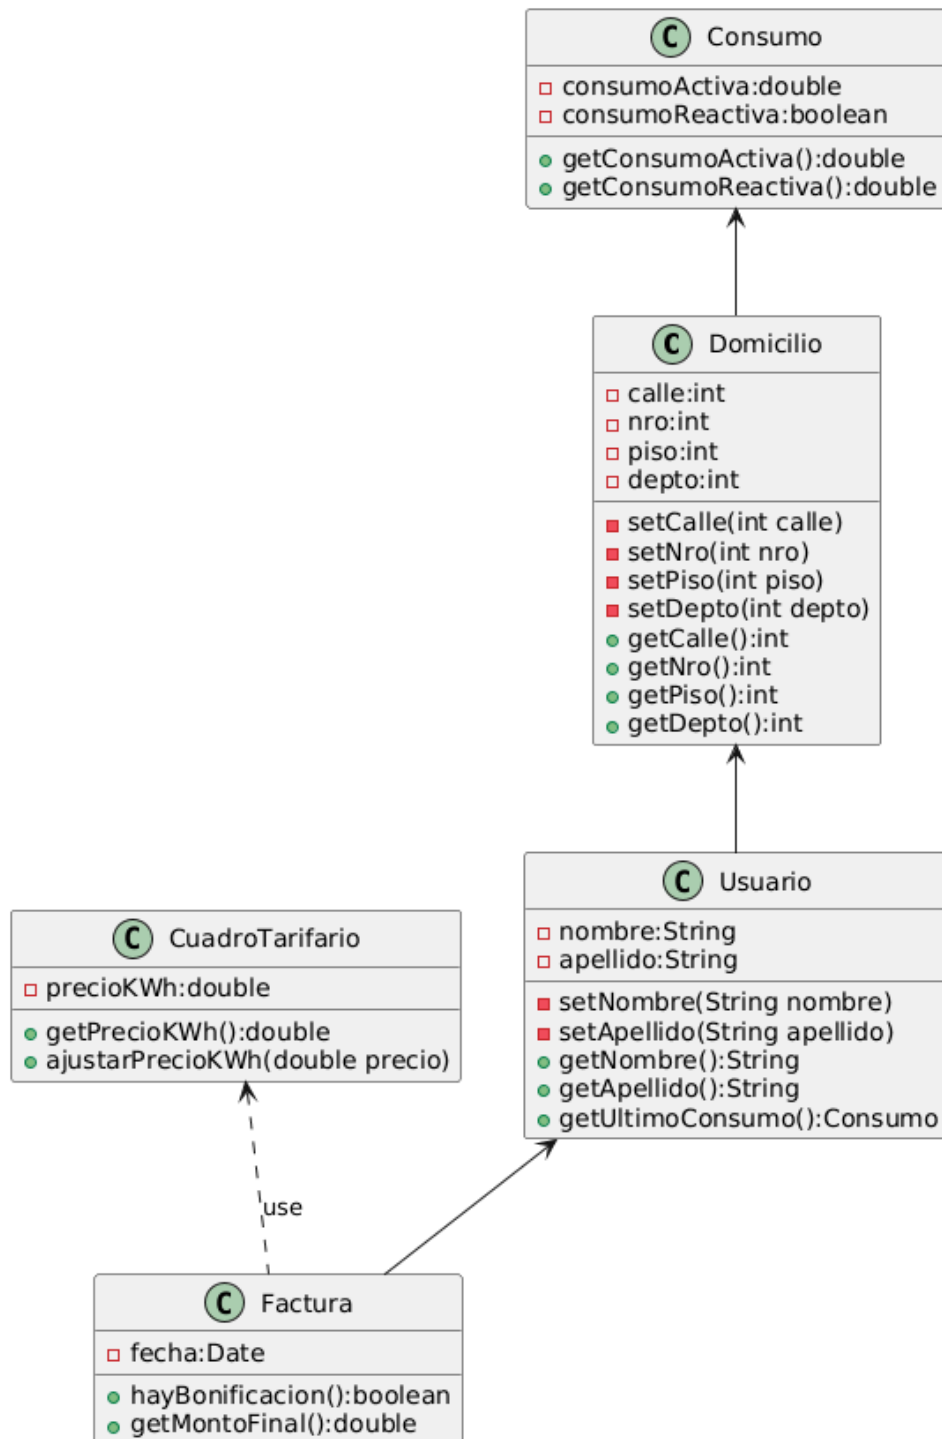 C Consumo
consumoActiva:double
consumoReactiva:boolean
getConsumoActiva():double
getConsumoReactiva():double
C Domicilio
calle:int
nro:int
piso:int
depto:int
setCalle(int calle)
setNro(int nro)
setPiso(int piso)
setDepto(int depto)
getCalle():int
getNro():int
getPiso():int
getDepto():int
C Usuario
nombre:String
apellido:String
setNombre(String nombre)
setApellido(String apellido)
getNombre():String
getApellido():String
getUltimoConsumo():Consumo
C CuadroTarifario
precioKWh:double
getPrecioKWh():double
ajustarPrecioKWh(double precio)
use
C Factura
fecha:Date
hayBonificacion():boolean
getMontoFinal():double